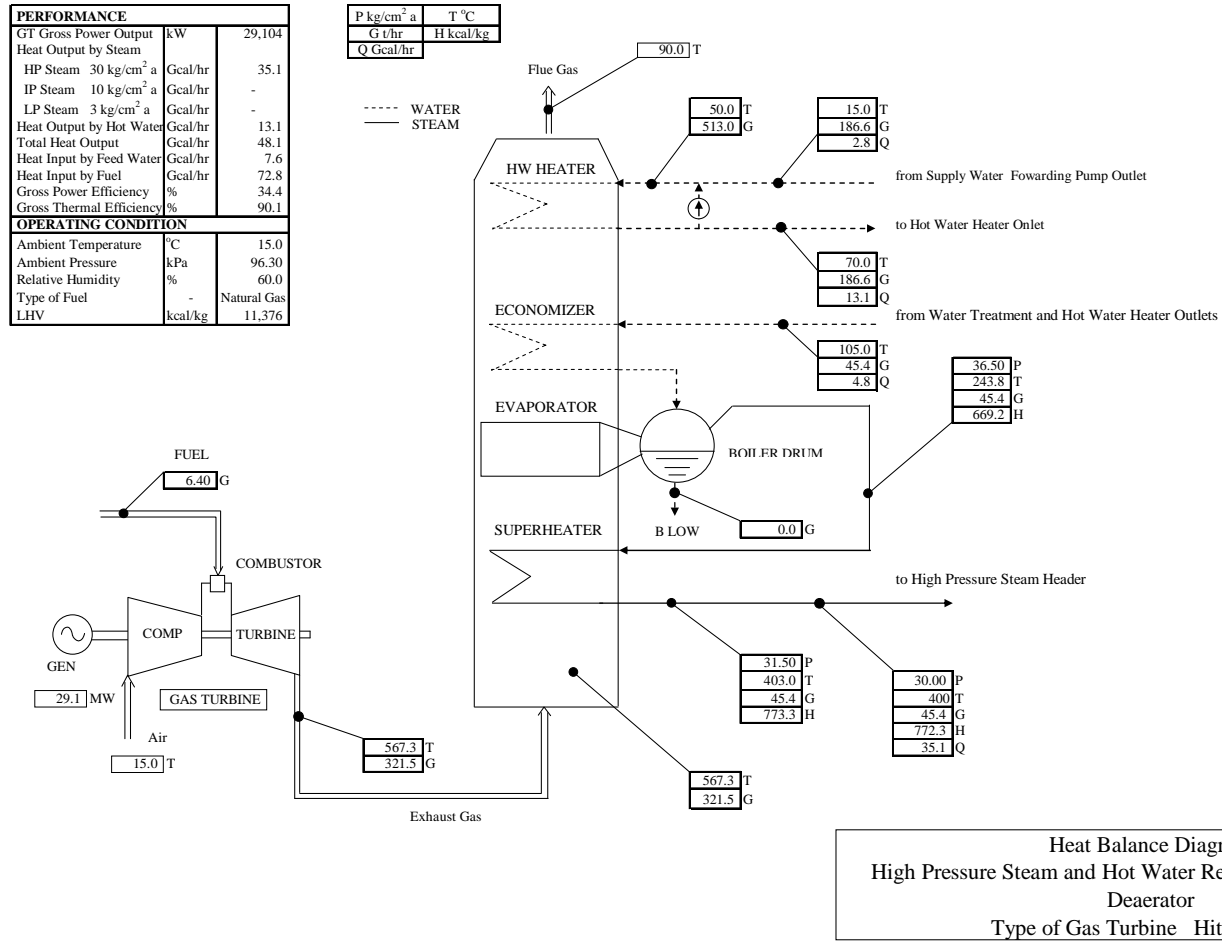 PERFORMANCE
GT Gross Power Output kW 29,104
Heat Output by Steam
HP Steam 30 kg/cm² a Gcal/hr 35.1
IP Steam 10 kg/cm² a Gcal/hr -
LP Steam 3 kg/cm² a Gcal/hr -
Heat Output by Hot Water Gcal/hr 13.1
Total Heat Output Gcal/hr 48.1
Heat Input by Feed Water Gcal/hr 7.6
Heat Input by Fuel Gcal/hr 72.8
Gross Power Efficiency % 34.4
Gross Thermal Efficiency % 90.1
OPERATING CONDITION
Ambient Temperature °C 15.0
Ambient Pressure kPa 96.30
Relative Humidity % 60.0
Type of Fuel - Natural Gas
LHV kcal/kg 11,376
P kg/cm² a T °C
G t/hr H kcal/kg
Q Gcal/hr
WATER
STEAM
90.0 T
Flue Gas
50.0 T
513.0 G
15.0 T
186.6 G
2.8 Q
HW HEATER
from Supply Water Fowarding Pump Outlet
to Hot Water Heater Onlet
70.0 T
186.6 G
13.1 Q
ECONOMIZER
from Water Treatment and Hot Water Heater Outlets
105.0 T
45.4 G
4.8 Q
36.50 P
243.8 T
45.4 G
669.2 H
EVAPORATOR
BOILER DRUM
B LOW
0.0 G
SUPERHEATER
to High Pressure Steam Header
31.50 P
403.0 T
45.4 G
773.3 H
30.00 P
400 T
45.4 G
772.3 H
35.1 Q
FUEL
6.40 G
COMBUSTOR
COMP
TURBINE
GEN
29.1 MW
GAS TURBINE
Air
15.0 T
567.3 T
321.5 G
567.3 T
321.5 G
Exhaust Gas
Heat Balance Diagr
High Pressure Steam and Hot Water Re
Deaerator
Type of Gas Turbine Hit